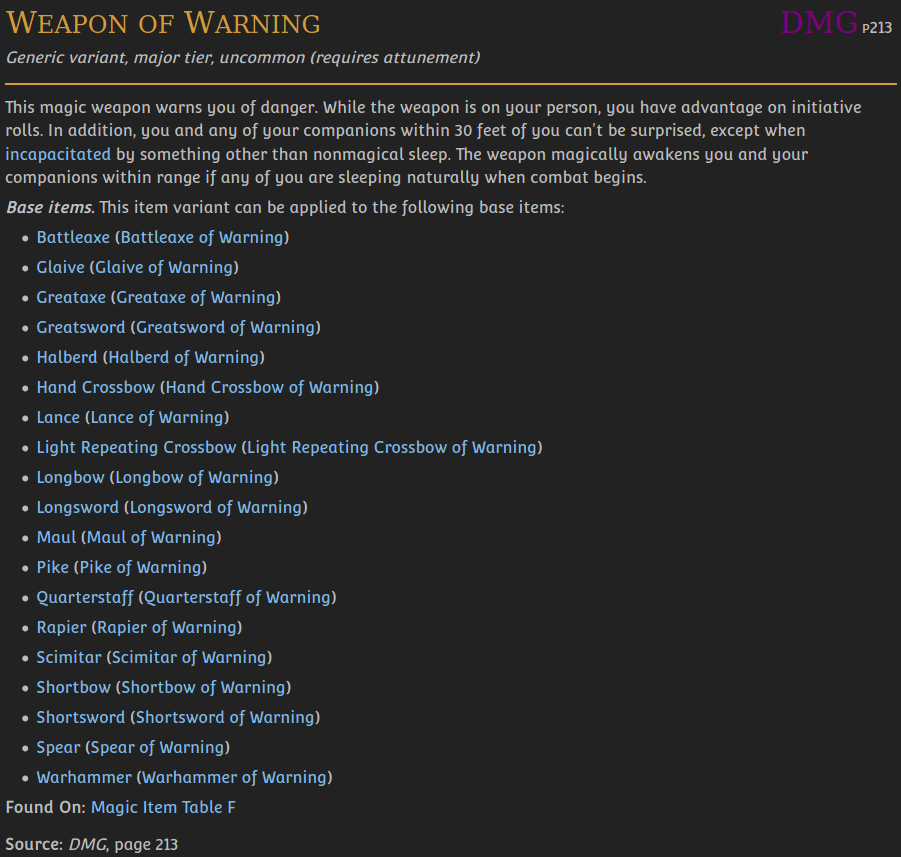 Weapon of Warning
DMG P213
Generic variant, major tier, uncommon (requires attunement)
This magic weapon warns you of danger. While the weapon is on your person, you have advantage on initiative
rolls. In addition, you and any of your companions within 30 feet of you can't be surprised, except when
incapacitated by something other than nonmagical sleep. The weapon magically awakens you and your
companions within range if any of you are sleeping naturally when combat begins.
Base items. This item variant can be applied to the following base items:
• Battleaxe (Battleaxe of Warning)
• Glaive (Glaive of Warning)
• Greataxe (Greataxe of Warning)
• Greatsword (Greatsword of Warning)
• Halberd (Halberd of Warning)
• Hand Crossbow (Hand Crossbow of Warning)
• Lance (Lance of Warning)
• Light Repeating Crossbow (Light Repeating Crossbow of Warning)
• Longbow (Longbow of Warning)
• Longsword (Longsword of Warning)
• Maul (Maul of Warning)
• Pike (Pike of Warning)
• Quarterstaff (Quarterstaff of Warning)
• Rapier (Rapier of Warning)
• Scimitar (Scimitar of Warning)
• Shortbow (Shortbow of Warning)
• Shortsword (Shortsword of Warning)
• Spear (Spear of Warning)
• Warhammer (Warhammer of Warning)
Found On: Magic Item Table F
Source: DMG, page 213